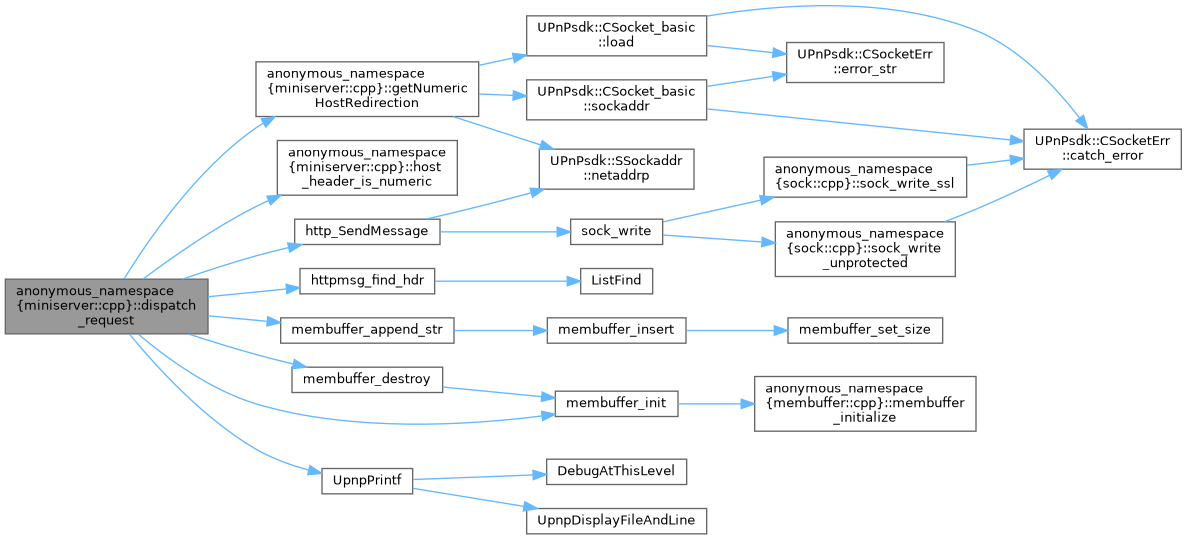 anonymous_namespace
{miniserver::cpp}::dispatch
_request
anonymous_namespace
{miniserver::cpp}::getNumeric
HostRedirection
anonymous_namespace
{miniserver::cpp}::host
_header_is_numeric
http_SendMessage
httpmsg_find_hdr
membuffer_append_str
membuffer_destroy
UpnpPrintf
UPnPsdk::CSocket_basic
::load
UPnPsdk::CSocket_basic
::sockaddr
UPnPsdk::SSockaddr
::netaddrp
sock_write
ListFind
membuffer_insert
membuffer_init
DebugAtThisLevel
UpnpDisplayFileAndLine
UPnPsdk::CSocketErr
::error_str
anonymous_namespace
{sock::cpp}::sock_write_ssl
anonymous_namespace
{sock::cpp}::sock_write
_unprotected
membuffer_set_size
anonymous_namespace
{membuffer::cpp}::membuffer
_initialize
UPnPsdk::CSocketErr
::catch_error